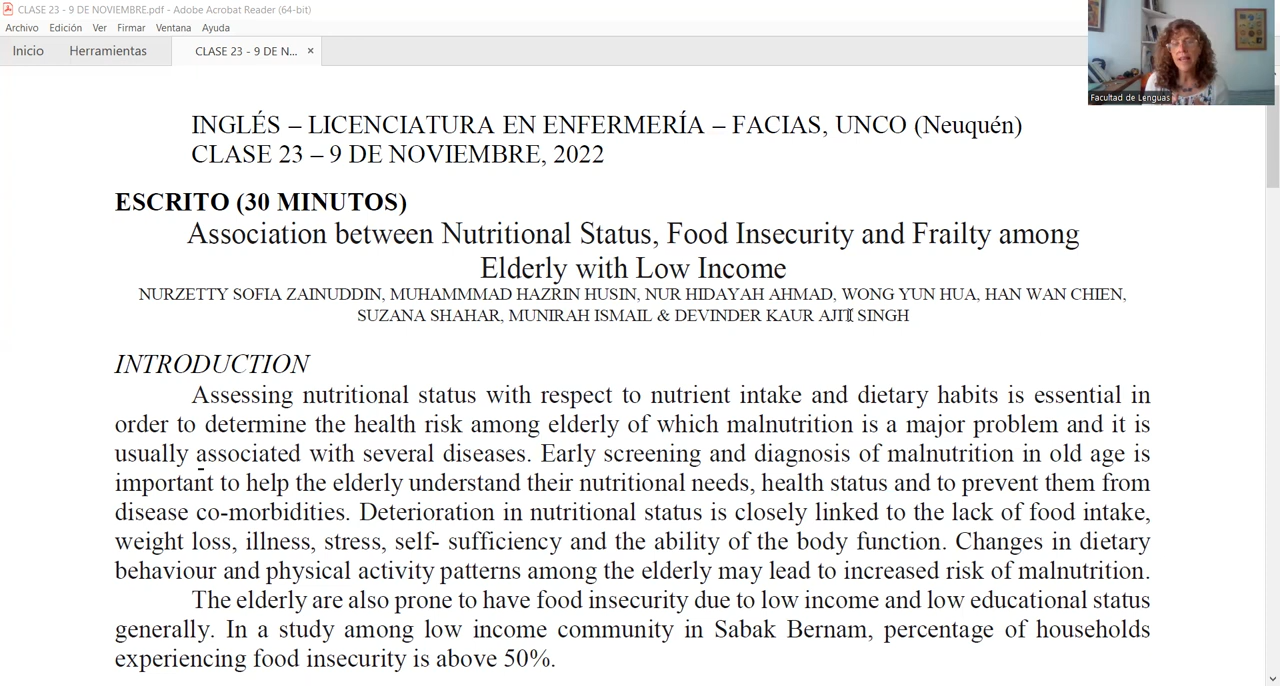 CLASE 23 - 9 DE NOVIEMBRE.pdf - Adobe Acrobat Reader (64-bit)
Archivo Edición Ver Firmar Ventana Ayuda
Inicio Herramientas CLASE 23 - 9 DE N... ×
Facultad de Lenguas
INGLÉS – LICENCIATURA EN ENFERMERÍA – FACIAS, UNCO (Neuquén)
CLASE 23 – 9 DE NOVIEMBRE, 2022
ESCRITO (30 MINUTOS)
Association between Nutritional Status, Food Insecurity and Frailty among
Elderly with Low Income
NURZETTY SOFIA ZAINUDDIN, MUHAMMMAD HAZRIN HUSIN, NUR HIDAYAH AHMAD, WONG YUN HUA, HAN WAN CHIEN,
SUZANA SHAHAR, MUNIRAH ISMAIL & DEVINDER KAUR AJIT SINGH
INTRODUCTION
Assessing nutritional status with respect to nutrient intake and dietary habits is essential in
order to determine the health risk among elderly of which malnutrition is a major problem and it is
usually associated with several diseases. Early screening and diagnosis of malnutrition in old age is
important to help the elderly understand their nutritional needs, health status and to prevent them from
disease co-morbidities. Deterioration in nutritional status is closely linked to the lack of food intake,
weight loss, illness, stress, self- sufficiency and the ability of the body function. Changes in dietary
behaviour and physical activity patterns among the elderly may lead to increased risk of malnutrition.
The elderly are also prone to have food insecurity due to low income and low educational status
generally. In a study among low income community in Sabak Bernam, percentage of households
experiencing food insecurity is above 50%.